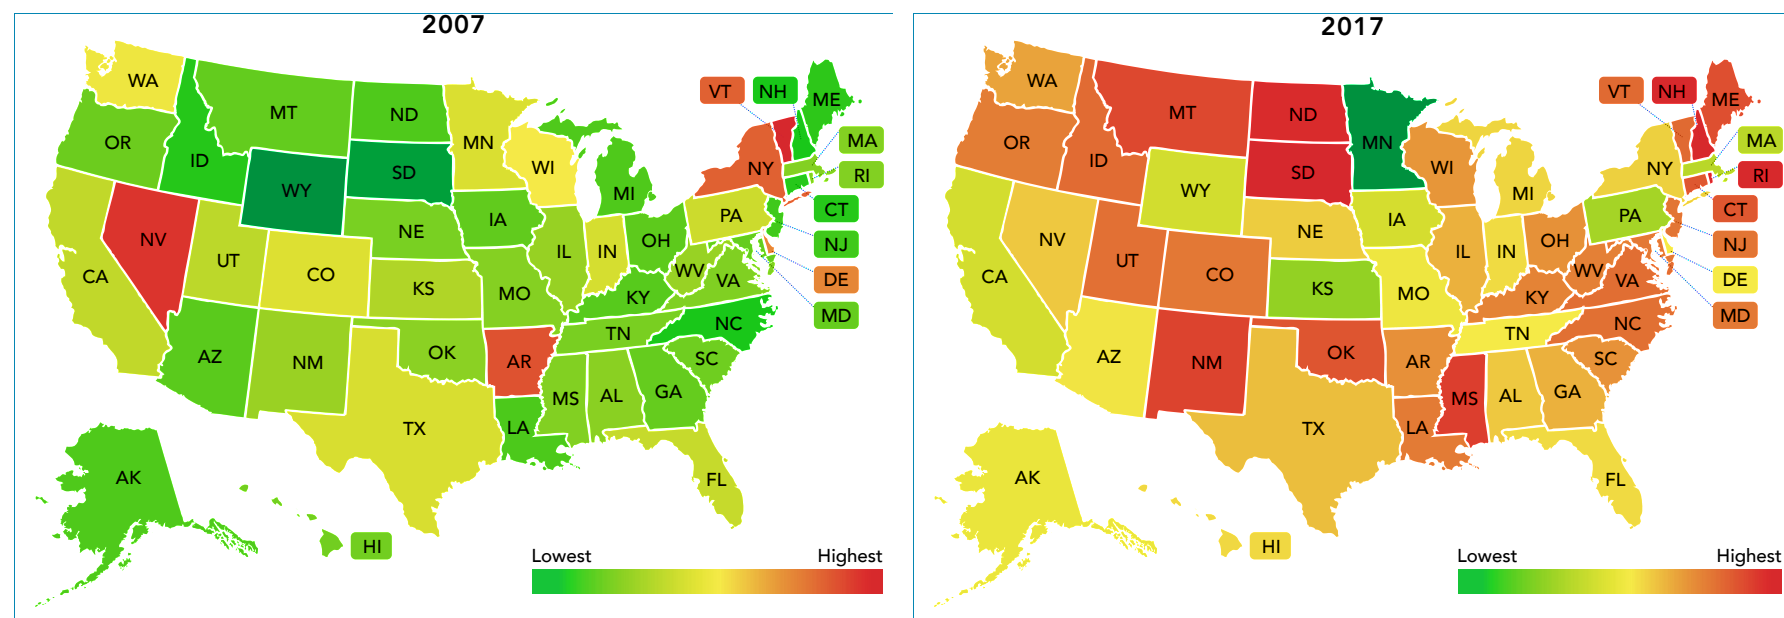 2007
WA
MT
ND
MN
OR
ID
WY
SD
WI
MI
NY
VT
NH
ME
MA
RI
CT
NJ
DE
MD
NV
UT
CO
NE
IA
IL
IN
OH
PA
WV
VA
CA
KS
MO
KY
NC
TN
AZ
NM
OK
AR
SC
MS
AL
GA
TX
LA
FL
AK
HI
Lowest
Highest
2017
WA
MT
ND
MN
OR
ID
WY
SD
WI
MI
NY
VT
NH
ME
MA
RI
CT
NJ
DE
MD
NV
UT
CO
NE
IA
IL
IN
OH
PA
WV
VA
CA
KS
MO
KY
NC
TN
AZ
NM
OK
AR
SC
MS
AL
GA
TX
LA
FL
AK
HI
Lowest
Highest